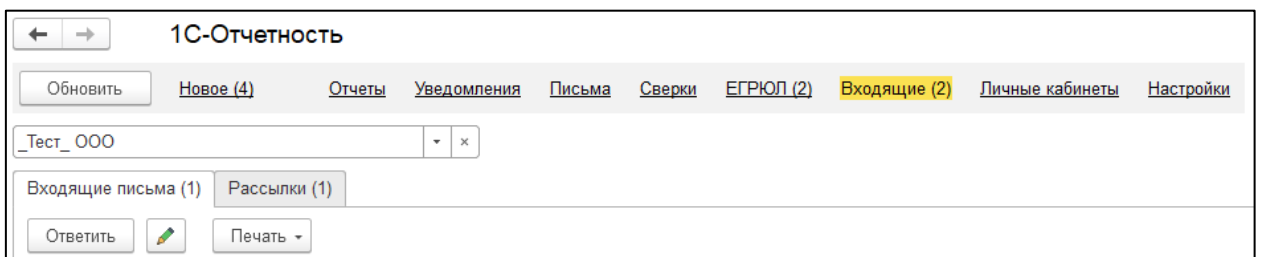 1С-Отчетность
Обновить Новое (4) Отчеты Уведомления Письма Сверки ЕГРЮЛ (2) Входящие (2) Личные кабинеты Настройки
_Тест_ ООО
Входящие письма (1) Рассылки (1)
Ответить Печать